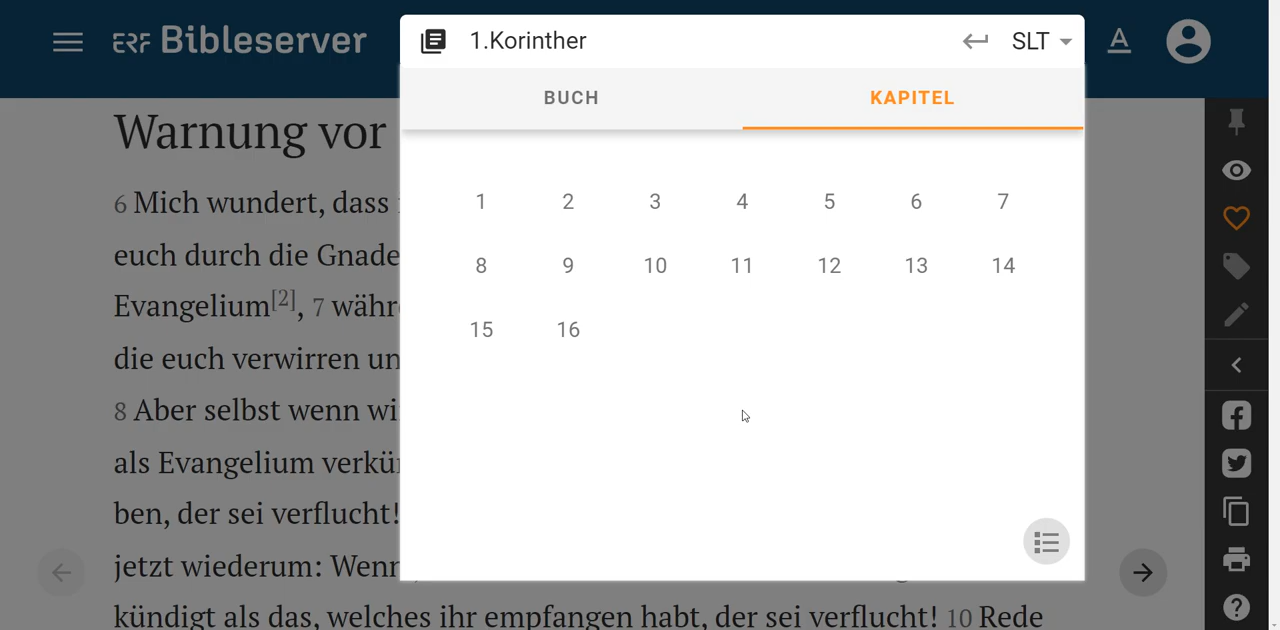 ERF Bibleserver
1.Korinther
SLT
A
BUCH
KAPITEL
1 2 3 4 5 6 7
8 9 10 11 12 13 14
15 16
Warnung vor
6 Mich wundert, dass
euch durch die Gnade
Evangelium[2], 7 währ
die euch verwirren un
8 Aber selbst wenn wi
als Evangelium verkü
ben, der sei verflucht!
jetzt wiederum: Wenn
kündigt als das, welches ihr empfangen habt, der sei verflucht! 10 Rede